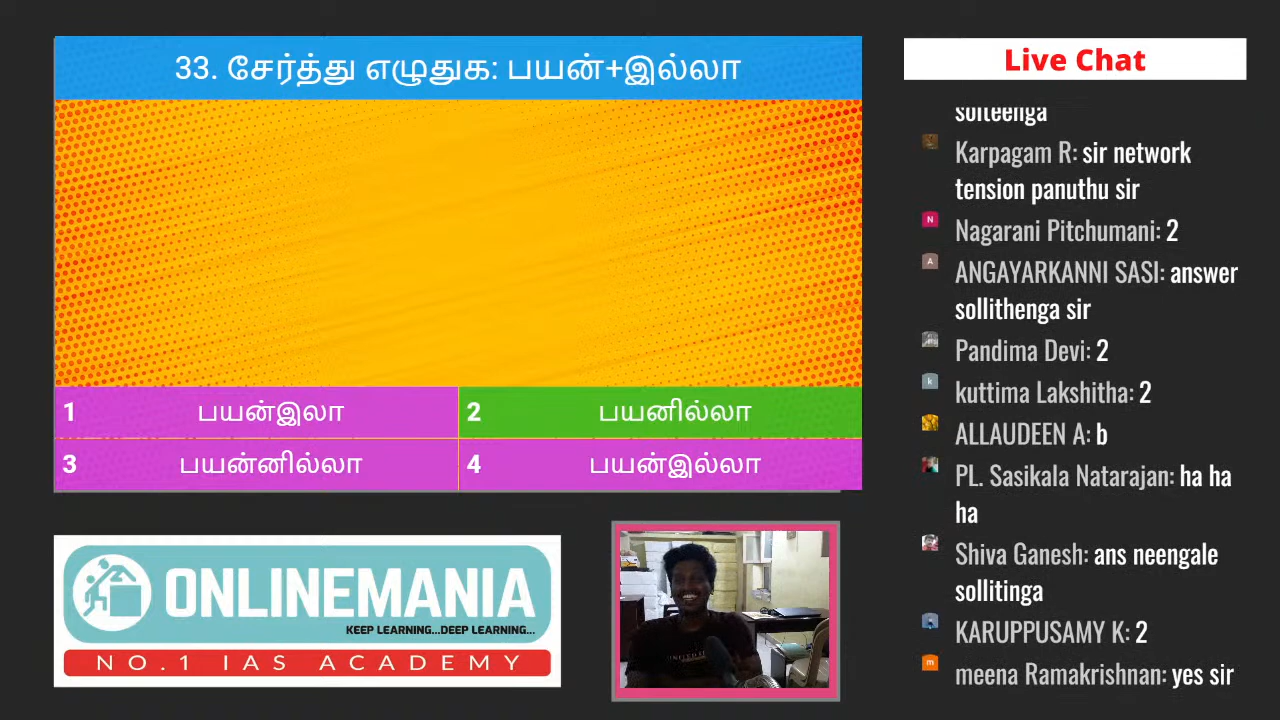 33. சேர்த்து எழுதுக: பயன்+இல்லா
1 பயன்இலா
2 பயனில்லா
3 பயன்னில்லா
4 பயன்இல்லா
ONLINEMANIA
KEEP LEARNING...DEEP LEARNING...
NO.1 IAS ACADEMY
Live Chat
solteenga
Karpagam R: sir network
tension panuthu sir
N Nagarani Pitchumani: 2
A ANGAYARKANNI SASI: answer
sollithenga sir
Pandima Devi: 2
k kuttima Lakshitha: 2
ALLAUDEEN A: b
PL. Sasikala Natarajan: ha ha
ha
Shiva Ganesh: ans neengale
sollitinga
KARUPPUSAMY K: 2
m meena Ramakrishnan: yes sir